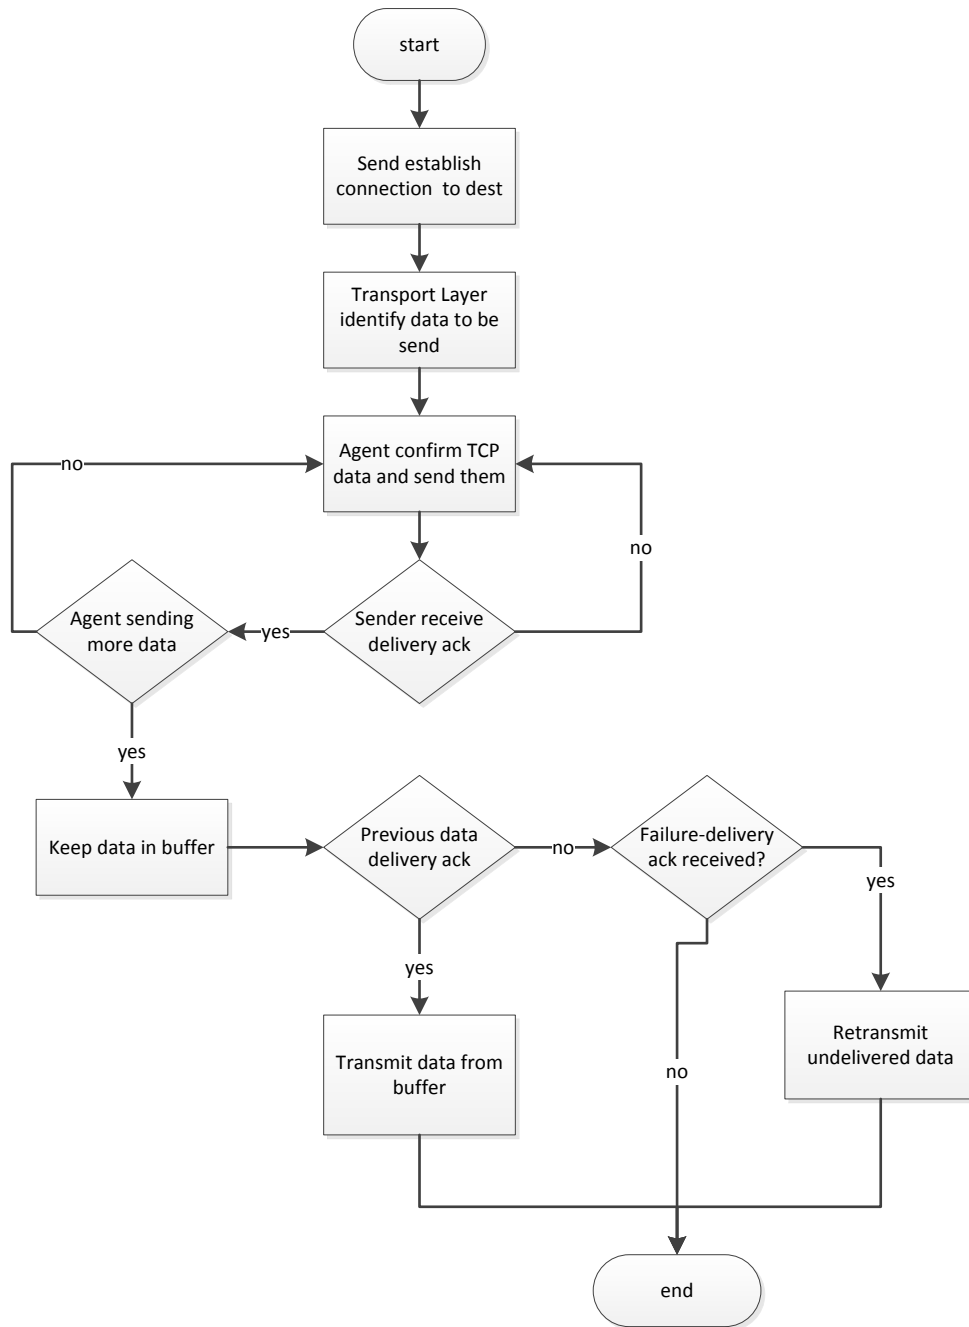 start
Send establish
connection to dest
Transport Layer
identify data to be
send
Agent confirm TCP
data and send them
no
no
Agent sending
more data
yes
Sender receive
delivery ack
yes
Keep data in buffer
Previous data
delivery ack
no
Failure-delivery
ack received?
yes
yes
Transmit data from
buffer
no
Retransmit
undelivered data
end